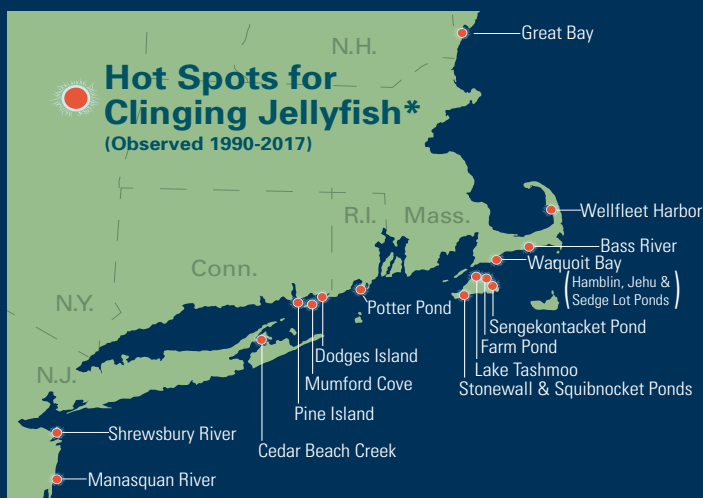 Great Bay
N.H.
Hot Spots for
Clinging Jellyfish*
(Observed 1990-2017)
Wellfleet Harbor
R.I.
Mass.
Bass River
Waquoit Bay
(Hamblin, Jehu &
Sedge Lot Ponds)
Conn.
N.Y.
Potter Pond
Sengekontacket Pond
Farm Pond
Dodges Island
Lake Tashmoo
N.J.
Mumford Cove
Stonewall & Squibnocket Ponds
Pine Island
Shrewsbury River
Cedar Beach Creek
Manasquan River